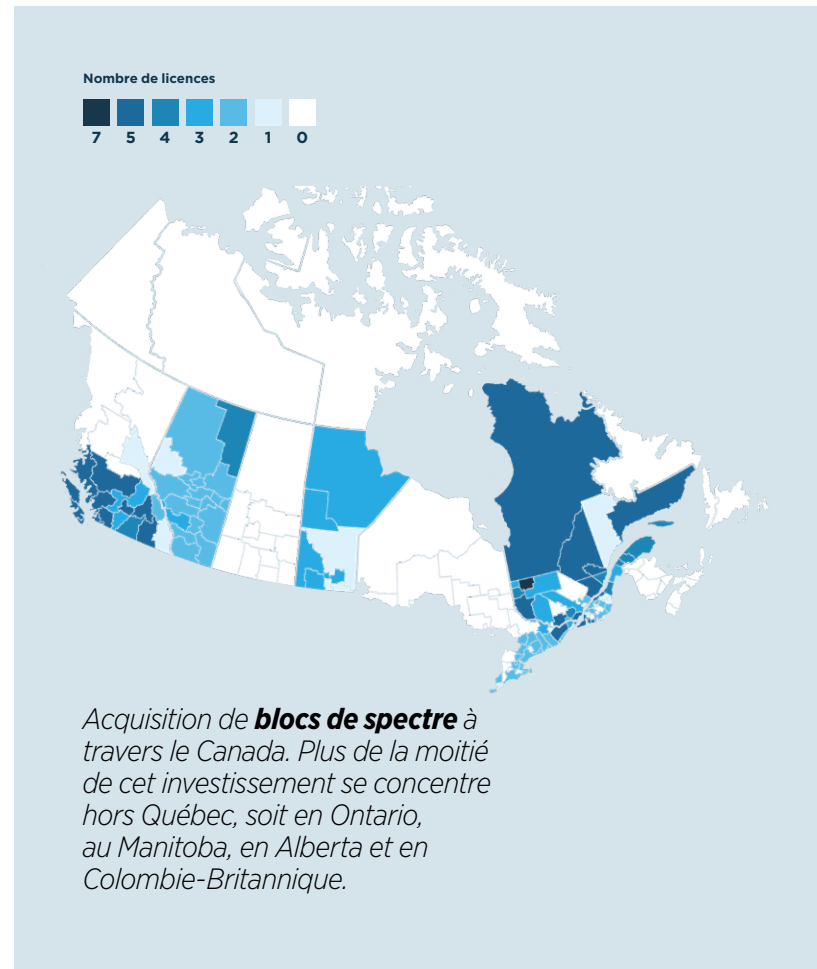 Nombre de licences
7 5 4 3 2 1 0
Acquisition de blocs de spectre à
travers le Canada. Plus de la moitié
de cet investissement se concentre
hors Québec, soit en Ontario,
au Manitoba, en Alberta et en
Colombie-Britannique.